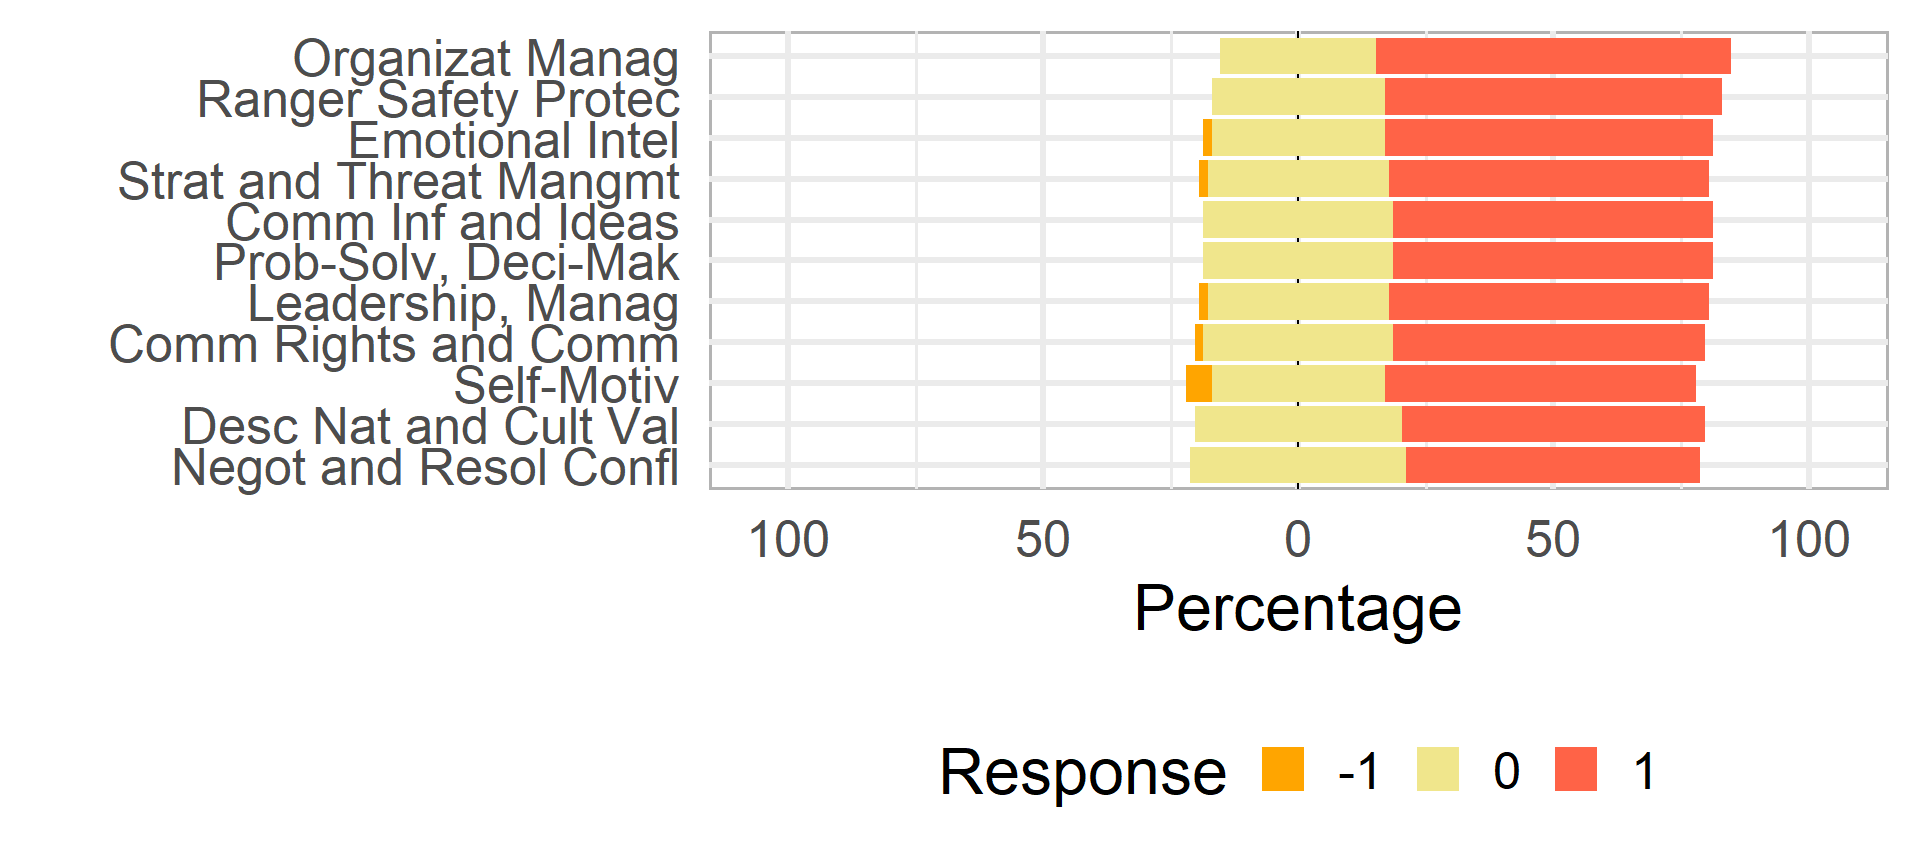 Organizat Manag
Ranger Safety Protec
Emotional Intel
Strat and Threat Mangmt
Comm Inf and Ideas
Prob-Solv, Deci-Mak
Leadership, Manag
Comm Rights and Comm
Self-Motiv
Desc Nat and Cult Val
Negot and Resol Confl
100 50 0 50 100
Percentage
Response -1 0 1